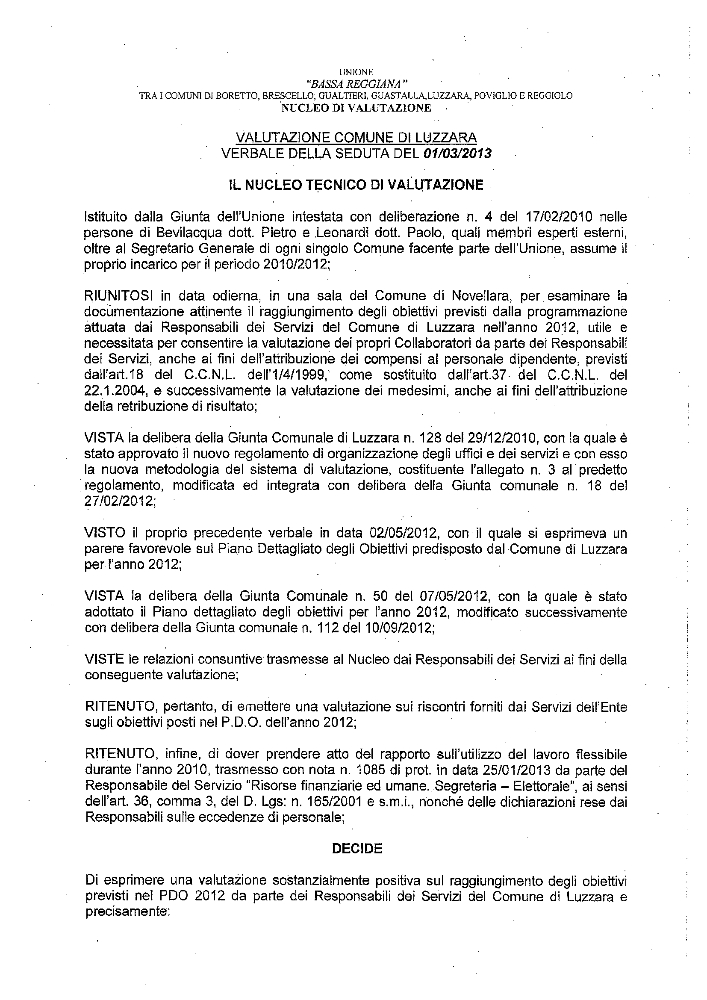 UNIONE
"BASSA REGGIANA"
TRA I COMUNI DI BORETTO, BRESCELLO, GUALTIERI, GUASTALLA,LUZZARA, POVIGLIO E REGGIOLO
NUCLEO DI VALUTAZIONE
VALUTAZIONE COMUNE DI LUZZARA
VERBALE DELLA SEDUTA DEL 01/03/2013
IL NUCLEO TECNICO DI VALUTAZIONE
Istituito dalla Giunta dell'Unione intestata con deliberazione n. 4 del 17/02/2010 nelle
persone di Bevilacqua dott. Pietro e Leonardi dott. Paolo, quali membri esperti esterni,
oltre al Segretario Generale di ogni singolo Comune facente parte dell'Unione, assume il
proprio incarico per il periodo 2010/2012;
RIUNITOSI in data odierna, in una sala del Comune di Novellara, per esaminare la
documentazione attinente il raggiungimento degli obiettivi previsti dalla programmazione
attuata dai Responsabili dei Servizi del Comune di Luzzara nell'anno 2012, utile e
necessitata per consentire la valutazione dei propri Collaboratori da parte dei Responsabili
dei Servizi, anche ai fini dell'attribuzione dei compensi al personale dipendente, previsti
dall'art.18 del C.C.N.L. dell'1/4/1999, come sostituito dall'art.37 del C.C.N.L. del
22.1.2004, e successivamente la valutazione dei medesimi, anche ai fini dell'attribuzione
della retribuzione di risultato;
VISTA la delibera della Giunta Comunale di Luzzara n. 128 del 29/12/2010, con la quale è
stato approvato il nuovo regolamento di organizzazione degli uffici e dei servizi e con esso
la nuova metodologia del sistema di valutazione, costituente l'allegato n. 3 al predetto
regolamento, modificata ed integrata con delibera della Giunta comunale n. 18 del
27/02/2012;
VISTO il proprio precedente verbale in data 02/05/2012, con il quale si esprimeva un
parere favorevole sul Piano Dettagliato degli Obiettivi predisposto dal Comune di Luzzara
per l'anno 2012;
VISTA la delibera della Giunta Comunale n. 50 del 07/05/2012, con la quale è stato
adottato il Piano dettagliato degli obiettivi per l'anno 2012, modificato successivamente
con delibera della Giunta comunale n. 112 del 10/09/2012;
VISTE le relazioni consuntive trasmesse al Nucleo dai Responsabili dei Servizi ai fini della
conseguente valutazione;
RITENUTO, pertanto, di emettere una valutazione sui riscontri forniti dai Servizi dell'Ente
sugli obiettivi posti nel P.D.O. dell'anno 2012;
RITENUTO, infine, di dover prendere atto del rapporto sull'utilizzo del lavoro flessibile
durante l'anno 2010, trasmesso con nota n. 1085 di prot. in data 25/01/2013 da parte del
Responsabile del Servizio "Risorse finanziarie ed umane. Segreteria – Elettorale", ai sensi
dell'art. 36, comma 3, del D. Lgs: n. 165/2001 e s.m.i., nonché delle dichiarazioni rese dai
Responsabili sulle eccedenze di personale;
DECIDE
Di esprimere una valutazione sostanzialmente positiva sul raggiungimento degli obiettivi
previsti nel PDO 2012 da parte dei Responsabili dei Servizi del Comune di Luzzara e
precisamente: